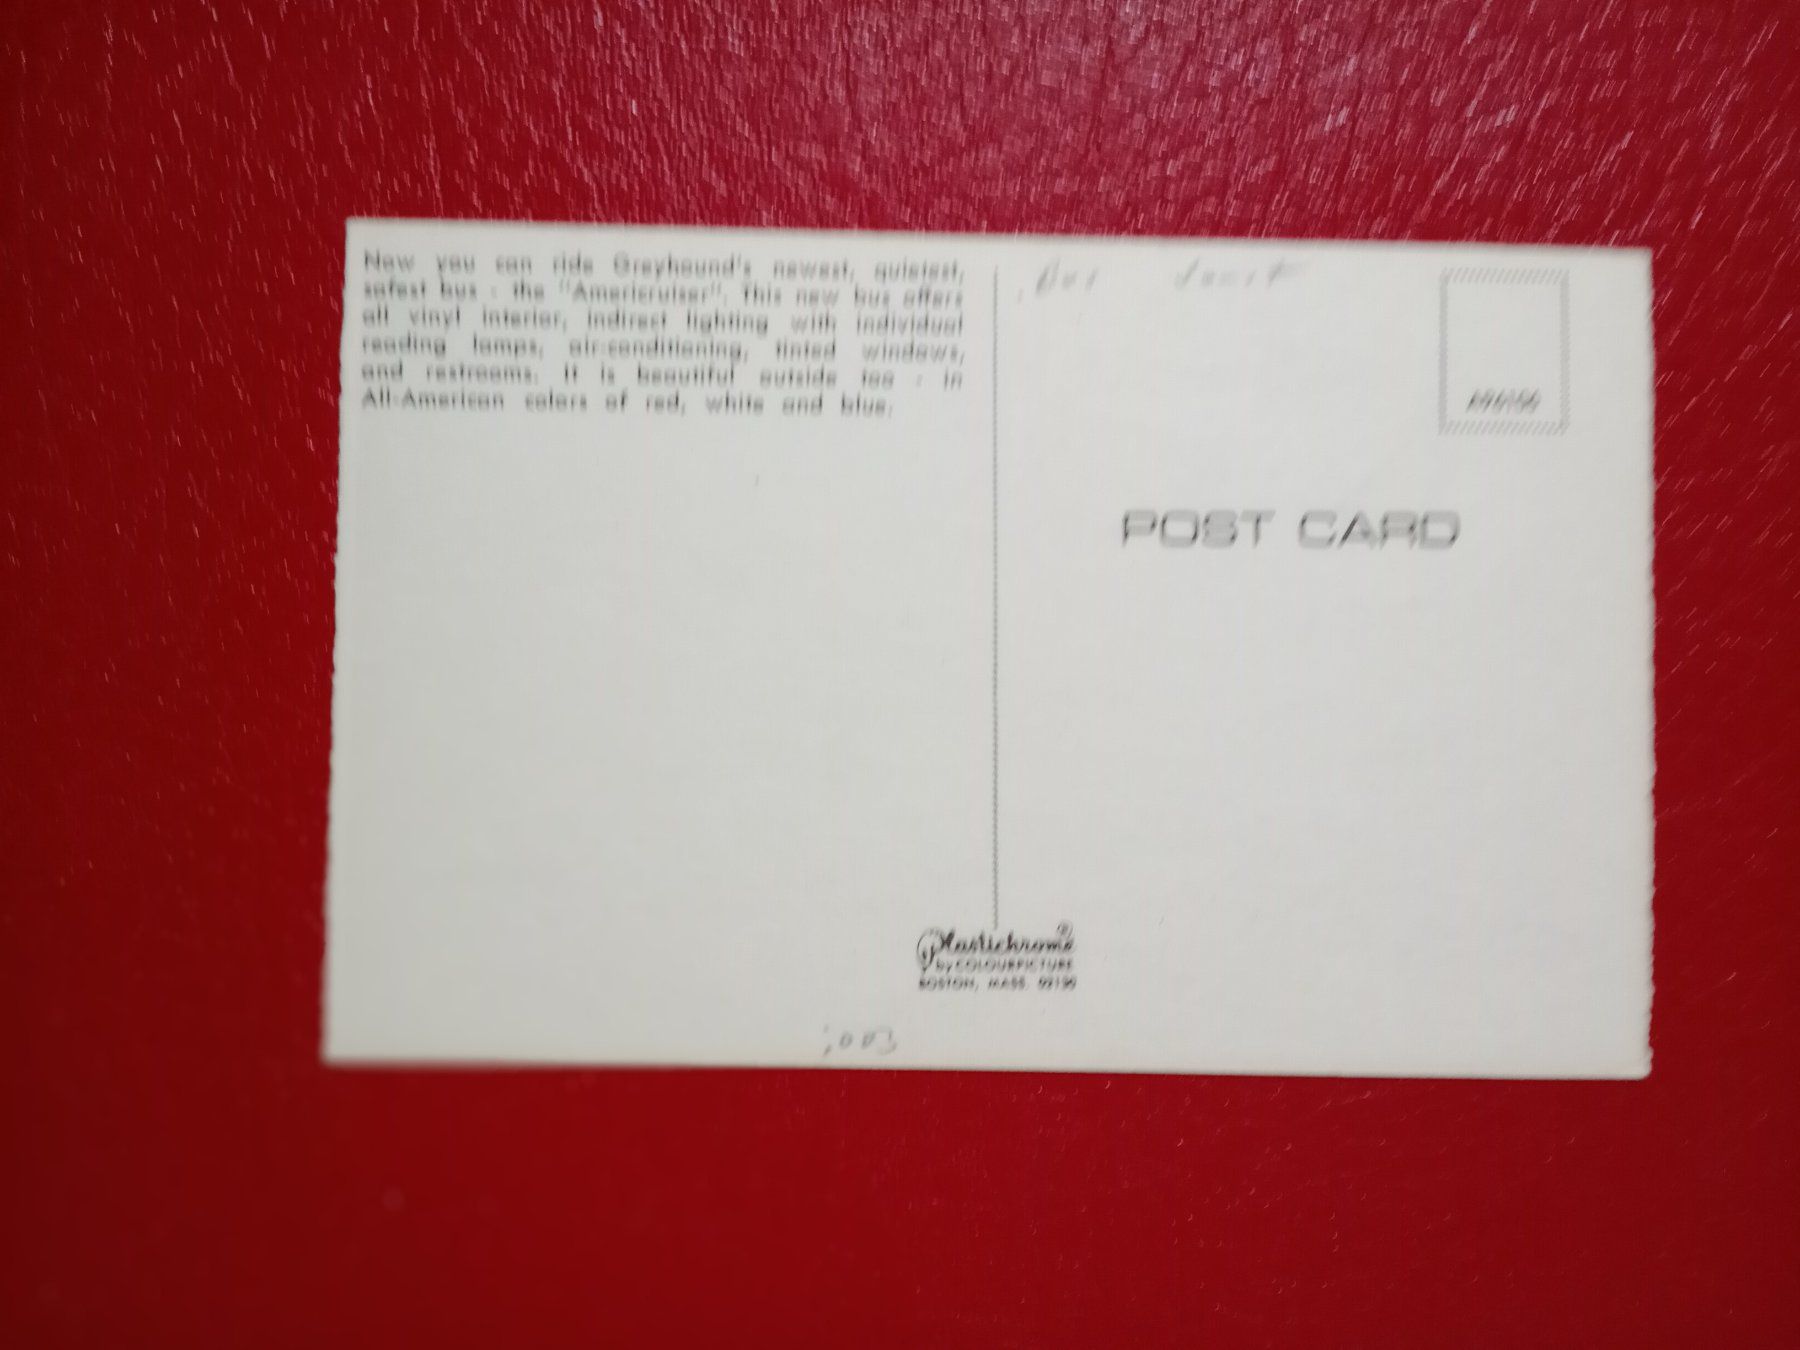 Now you can ride Greyhound's newest, quietest,
safest bus - the "Americruiser". This new bus offers
all vinyl interior, indirect lighting with individual
reading lamps, air-conditioning, tinted windows,
and restrooms. It is beautiful outside too - in
All-American colors of red, white and blue.
Bus
POST CARD
Plastichrome ®
by COLOURPICTURE
BOSTON, MASS. 02130